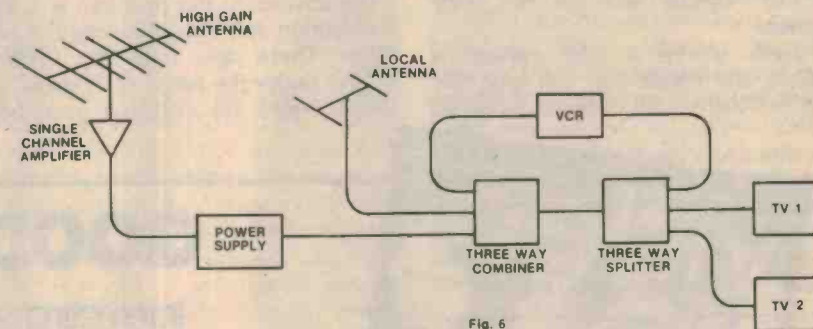 HIGH GAIN
ANTENNA
LOCAL
ANTENNA
VCR
SINGLE
CHANNEL
AMPLIFIER
POWER
SUPPLY
THREE WAY
COMBINER
THREE WAY
SPLITTER
TV 1
TV 2
Fig. 6